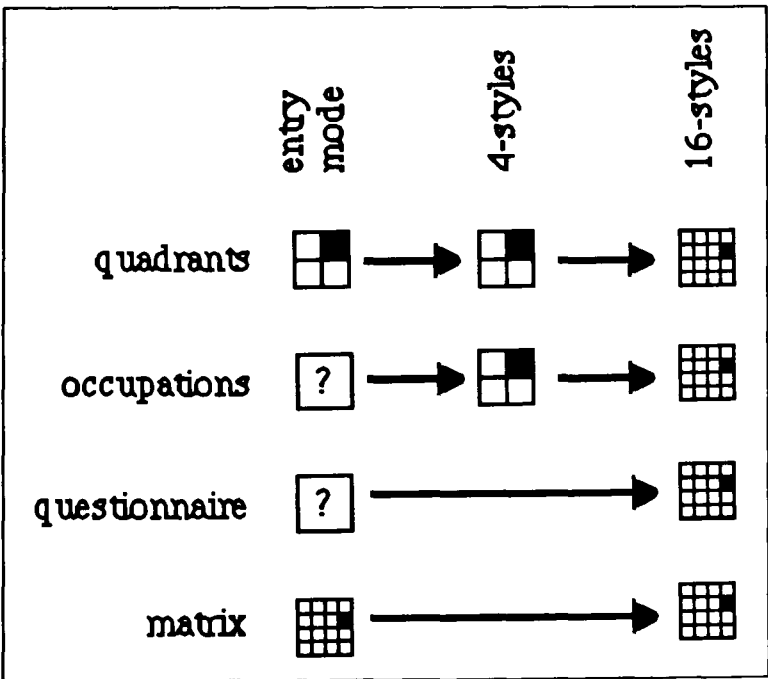 entry
mode
4-styles
16-styles
quadrants
occupations
?
questionnaire
?
matrix